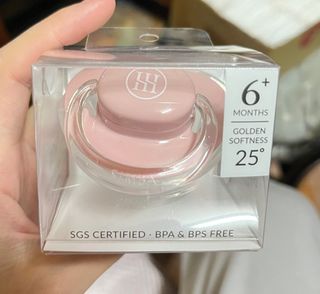 6+
MONTHS
GOLDEN
SOFTNESS
25°
SGS CERTIFIED · BPA & BPS FREE